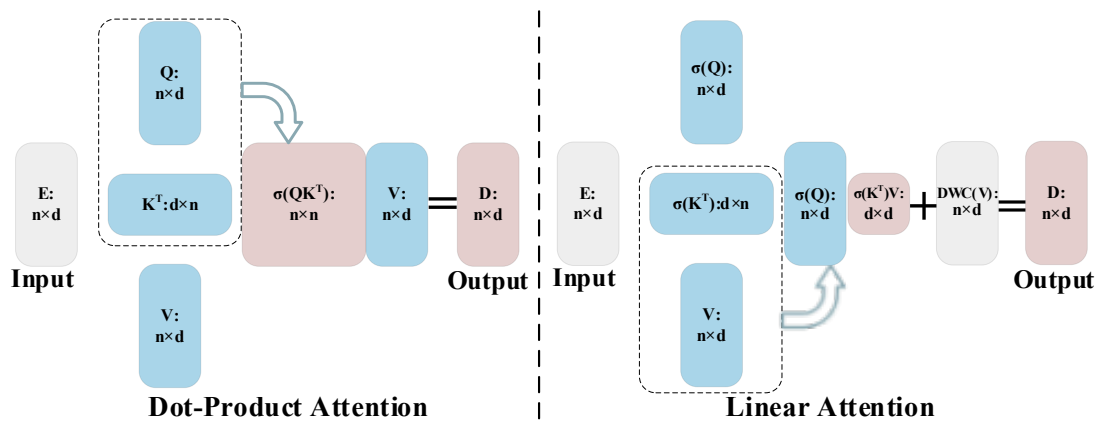 Q:
n×d
E:
n×d
Input
Kᵀ:d×n
V:
n×d
σ(QKᵀ):
n×n
V:
n×d
=
D:
n×d
Output
Dot-Product Attention
σ(Q):
n×d
E:
n×d
Input
σ(Kᵀ):d×n
V:
n×d
σ(Q):
n×d
σ(Kᵀ)V:
d×d
+
DWC(V):
n×d
=
D:
n×d
Output
Linear Attention